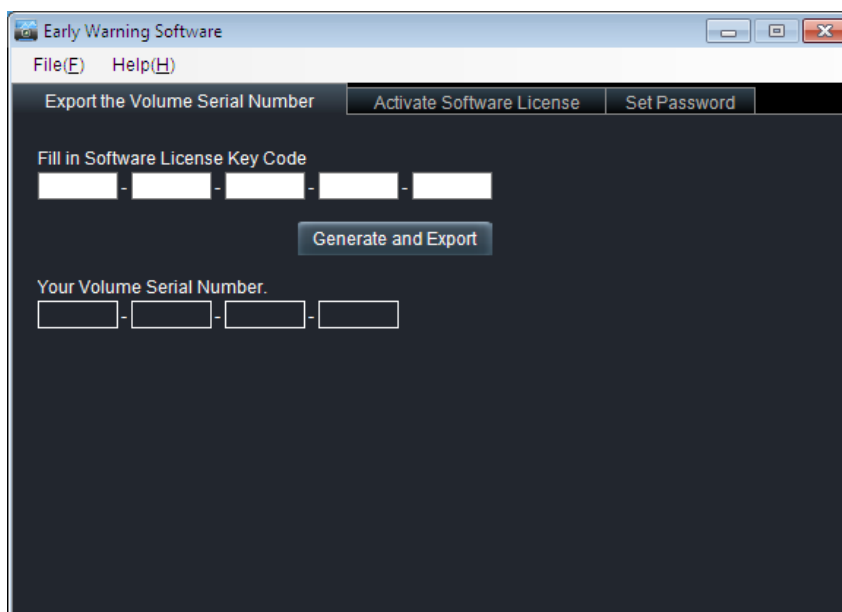 Early Warning Software
File(F) Help(H)
Export the Volume Serial Number Activate Software License Set Password
Fill in Software License Key Code
- - - -
Generate and Export
Your Volume Serial Number.
- - -